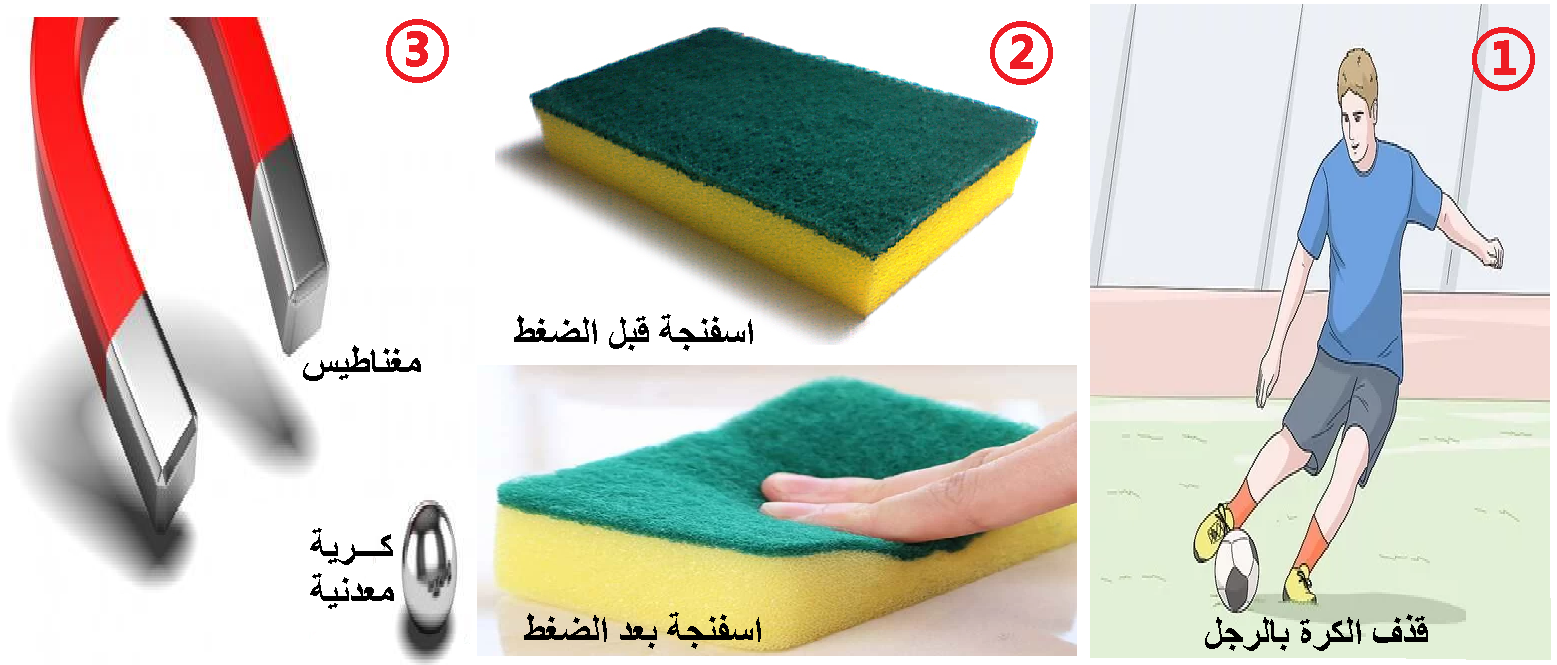 ①
قذف الكرة بالرجل
②
اسفنجة قبل الضغط
اسفنجة بعد الضغط
③
مغناطيس
كـــرية
معدنية